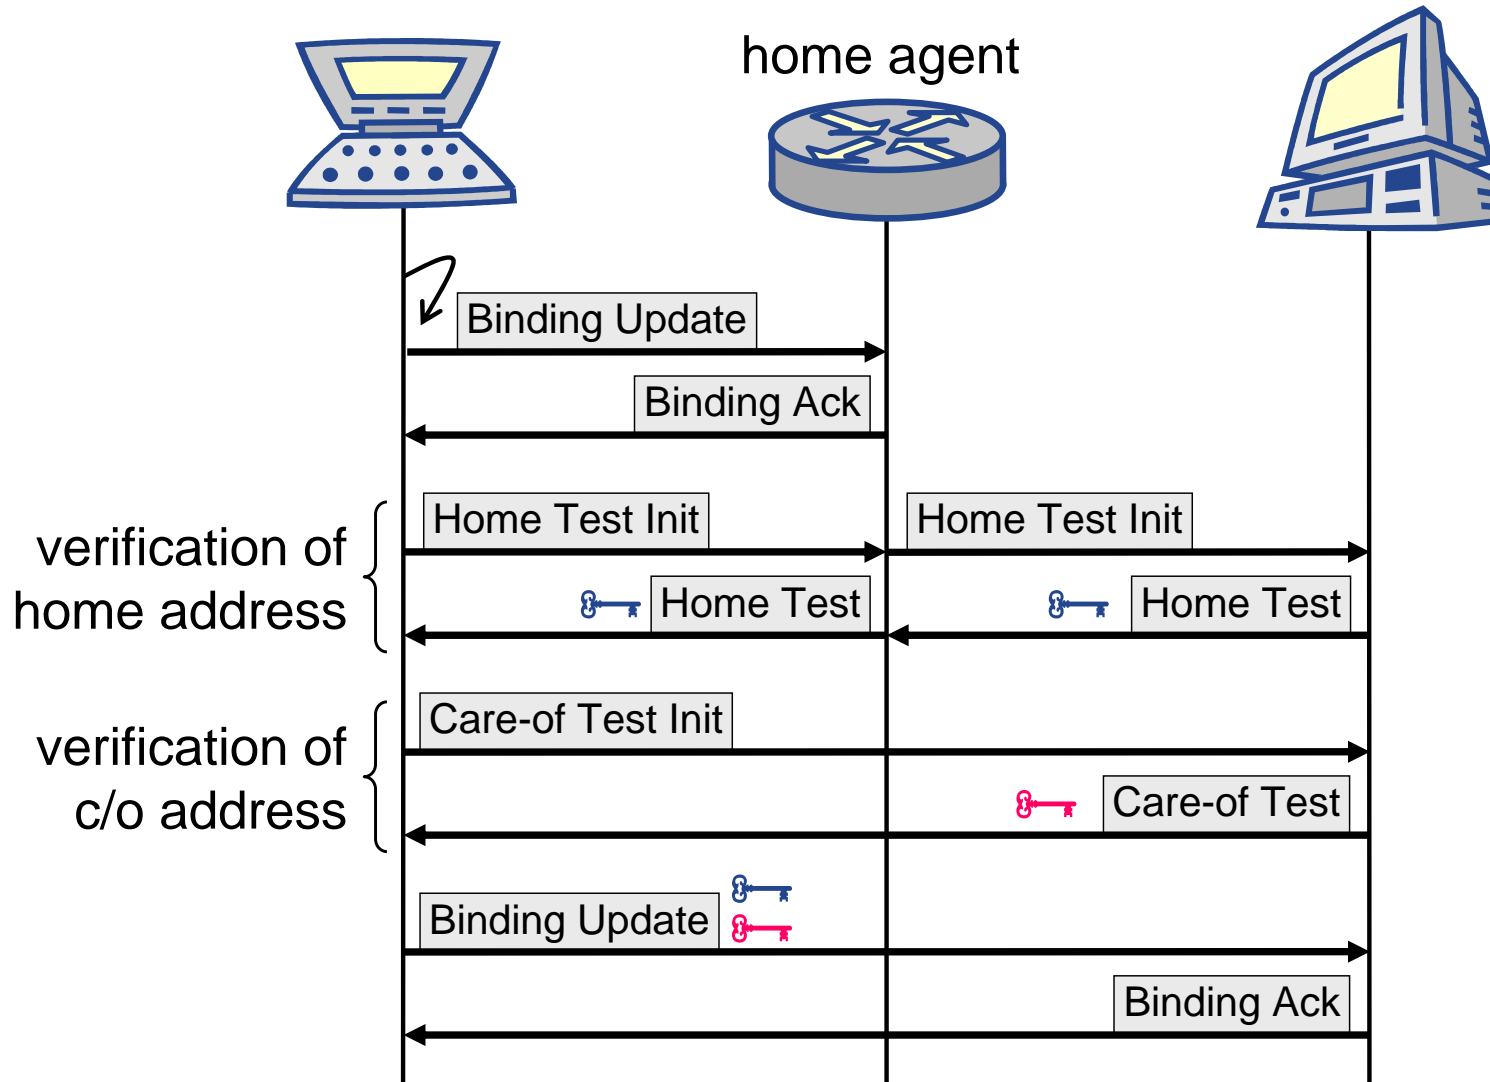 home agent
Binding Update
Binding Ack
Home Test Init
Home Test Init
verification of
home address
Home Test
Home Test
Care-of Test Init
verification of
c/o address
Care-of Test
Binding Update
Binding Ack